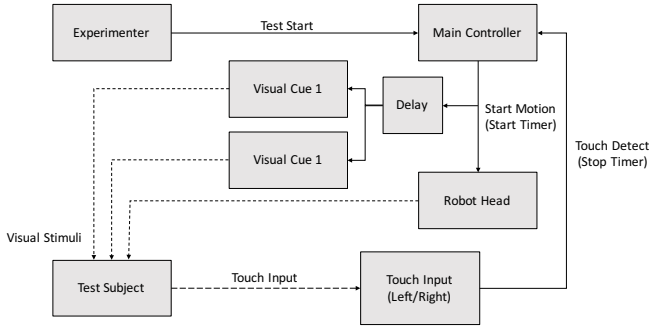 Experimenter
Test Start
Main Controller
Visual Cue 1
Delay
Start Motion
(Start Timer)
Touch Detect
(Stop Timer)
Visual Cue 1
Robot Head
Visual Stimuli
Test Subject
Touch Input
Touch Input
(Left/Right)